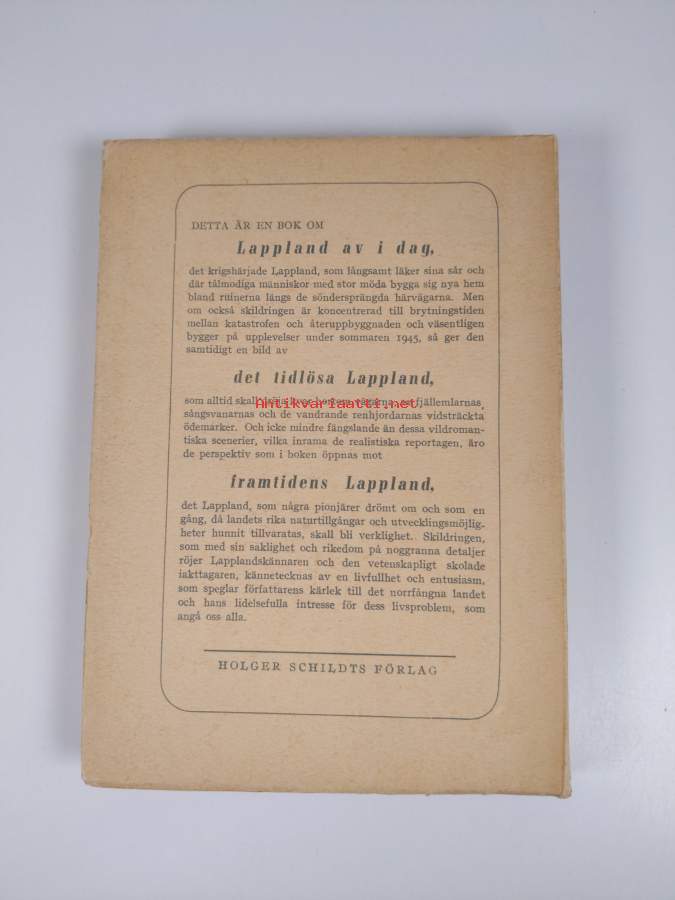 DETTA ÄR EN BOK OM
Lappland av i dag,
det krigshärjade Lappland, som långsamt läker sina sår och
där tålmodiga människor med stor möda bygga sig nya hem
bland ruinerna längs de söndersprängda härvägarna. Men
om också skildringen är koncentrerad till brytningstiden
mellan katastrofen och återuppbyggnaden och väsentligen
bygger på upplevelser under sommaren 1945, så ger den
samtidigt en bild av
det tidlösa Lappland,
som alltid skall
Antikvariaatti.net
fjällemlarnas,
sångsvanarnas och de vandrande renhjordarnas vidsträckta
ödemarker. Och icke mindre fängslande än dessa vildroman-
tiska scenerier, vilka inrama de realistiska reportagen, äro
de perspektiv som i boken öppnas mot
framtidens Lappland,
det Lappland, som några pionjärer drömt om och som en
gång, då landets rika naturtillgångar och utvecklingsmöjlig-
heter hunnit tillvaratas, skall bli verklighet. Skildringen,
som med sin saklighet och rikedom på noggranna detaljer
röjer Lapplandskännaren och den vetenskapligt skolade
iakttagaren, kännetecknas av en livfullhet och entusiasm,
som speglar författarens kärlek till det norrfångna landet
och hans lidelsefulla intresse för dess livsproblem, som
angå oss alla.
HOLGER SCHILDTS FÖRLAG